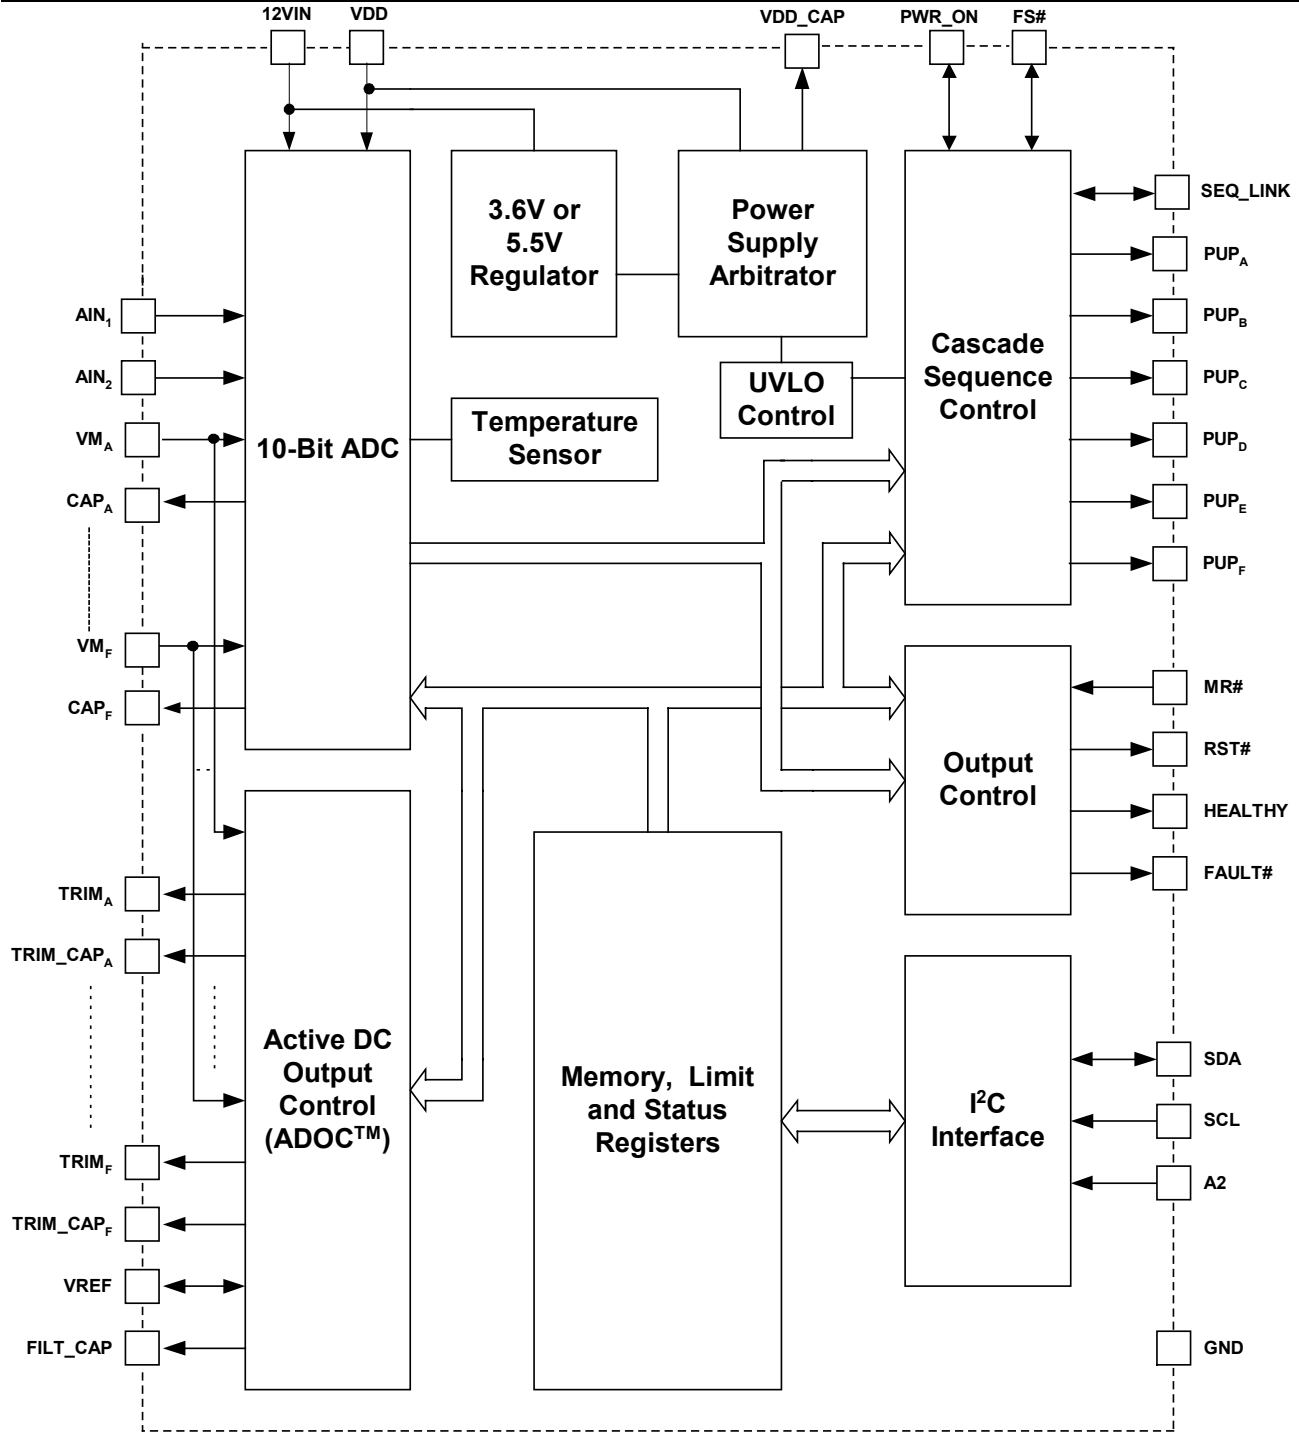 12VIN
VDD
VDD_CAP
PWR_ON
FS#
3.6V or
5.5V
Regulator
Power
Supply
Arbitrator
SEQ_LINK
PUPA
PUPB
PUPC
PUPD
PUPE
PUPF
AIN1
AIN2
VMA
CAPA
VMF
CAPF
10-Bit ADC
Temperature
Sensor
UVLO
Control
Cascade
Sequence
Control
MR#
RST#
HEALTHY
FAULT#
Output
Control
TRIMA
TRIM_CAPA
TRIMF
TRIM_CAPF
VREF
FILT_CAP
Active DC
Output
Control
(ADOC™)
Memory, Limit
and Status
Registers
I²C
Interface
SDA
SCL
A2
GND